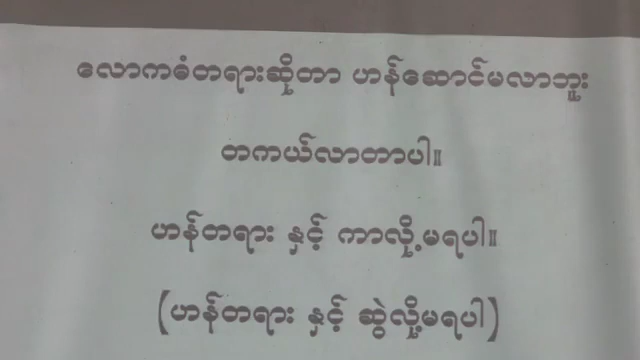 လောကဓံတရားဆိုတာ ဟန်ဆောင်မလာဘူး
တကယ်လာတာပါ။
ဟန်တရား နှင့် ကာလို့မရပါ။
(ဟန်တရား နှင့် ဆွဲလို့မရပါ)